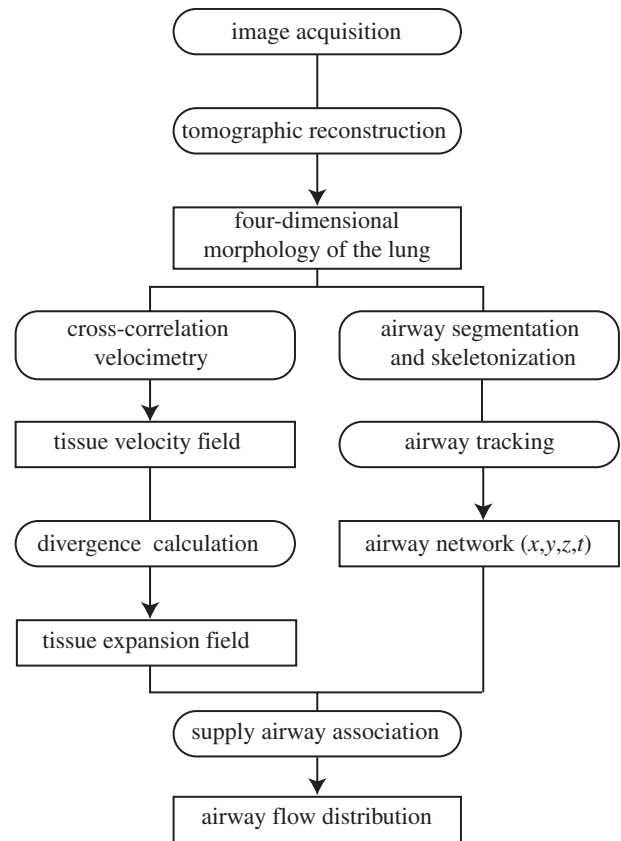 image acquisition
tomographic reconstruction
four-dimensional
morphology of the lung
cross-correlation
velocimetry
airway segmentation
and skeletonization
tissue velocity field
airway tracking
divergence calculation
airway network (x,y,z,t)
tissue expansion field
supply airway association
airway flow distribution